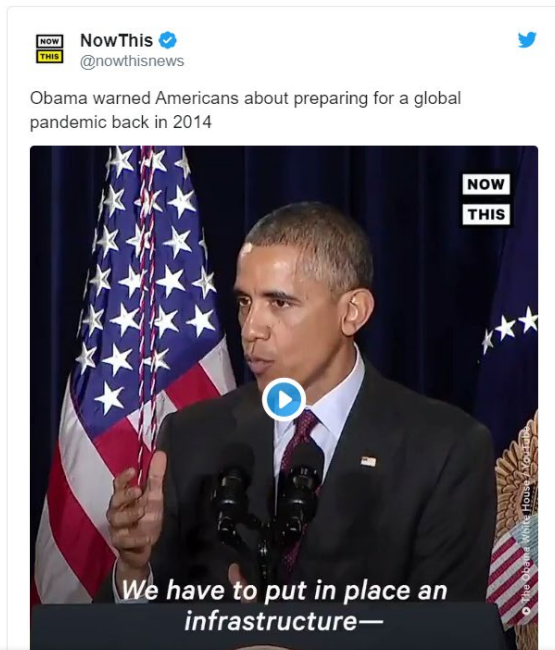 NOW
THIS
NowThis
@nowthisnews
Obama warned Americans about preparing for a global
pandemic back in 2014
NOW
THIS
We have to put in place an
infrastructure—
© The Obama White House / YouTube